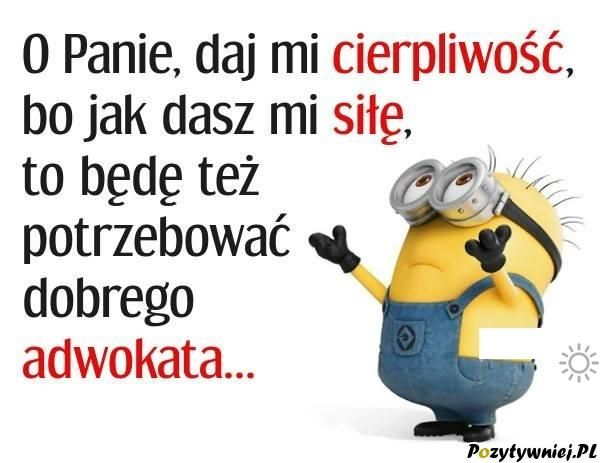 O Panie, daj mi cierpliwość,
bo jak dasz mi siłę,
to będę też
potrzebować
dobrego
adwokata...
Pozytywniej.PL